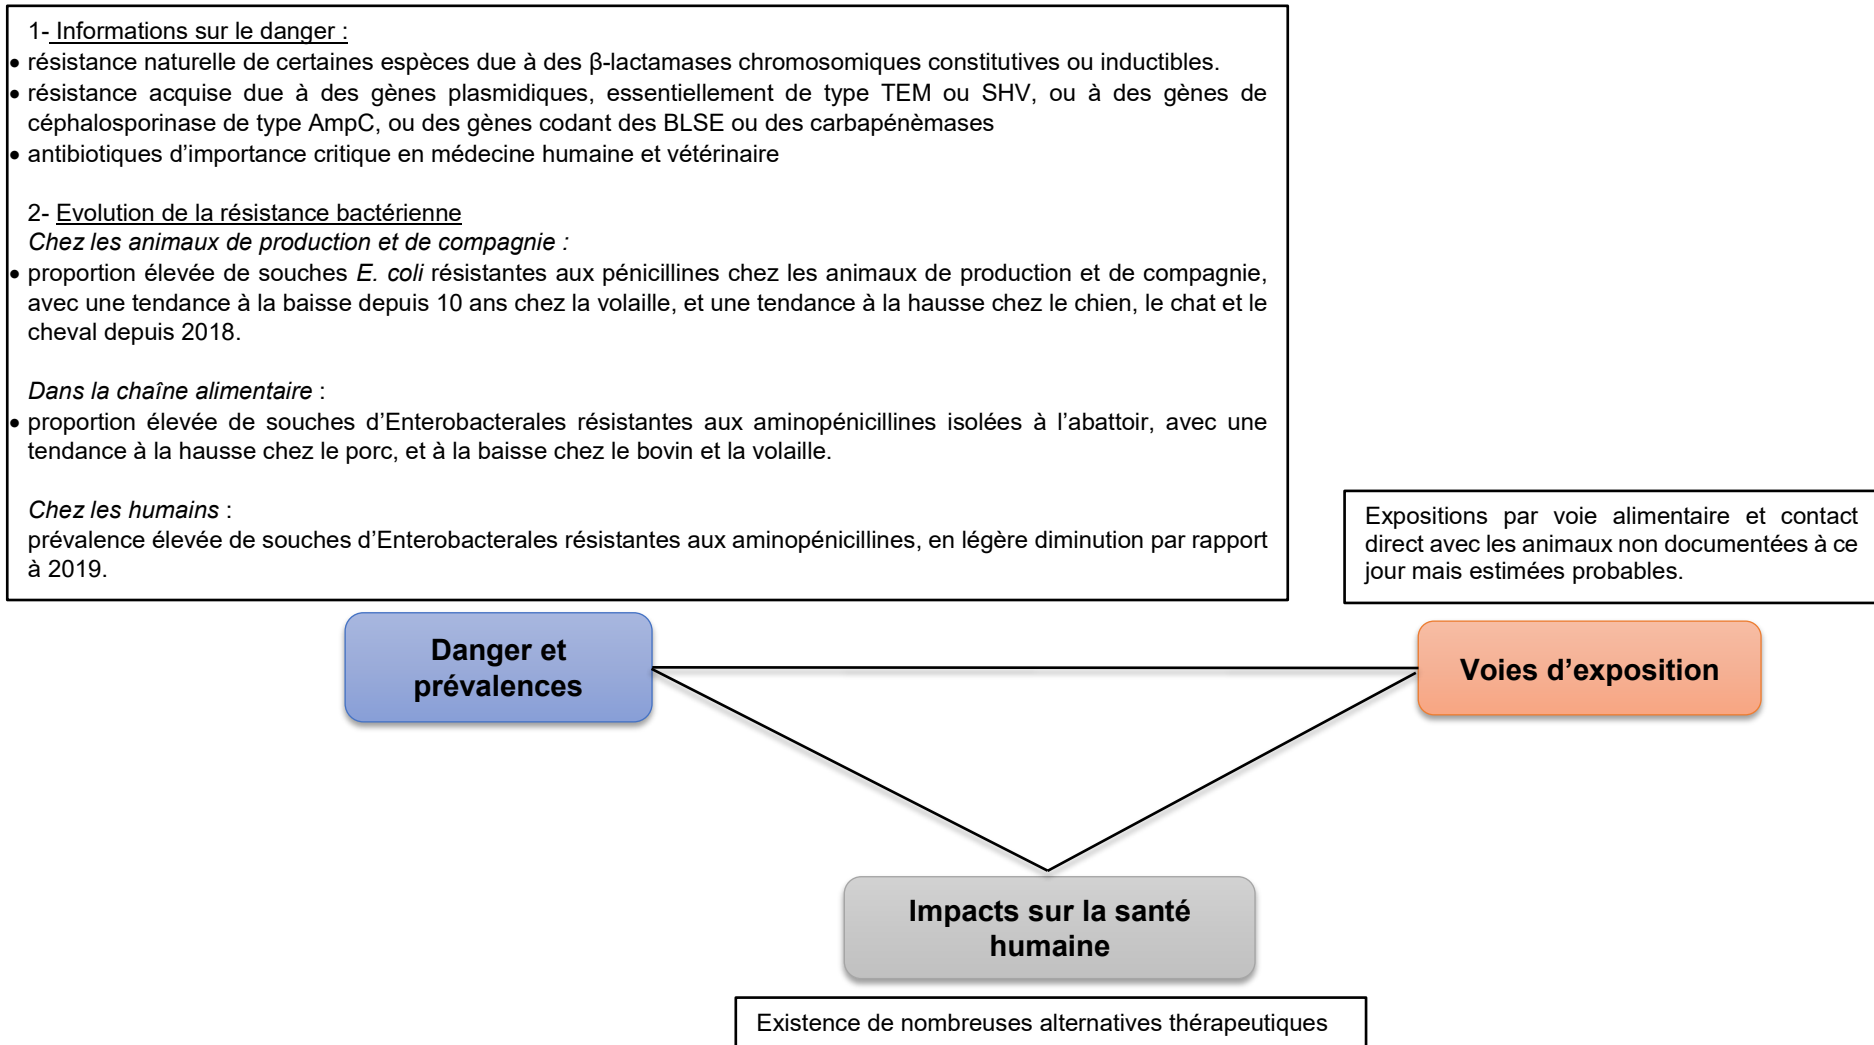 1- Informations sur le danger :
• résistance naturelle de certaines espèces due à des β-lactamases chromosomiques constitutives ou inductibles.
• résistance acquise due à des gènes plasmidiques, essentiellement de type TEM ou SHV, ou à des gènes de
céphalosporinase de type AmpC, ou des gènes codant des BLSE ou des carbapénèmases
• antibiotiques d’importance critique en médecine humaine et vétérinaire
2- Evolution de la résistance bactérienne
Chez les animaux de production et de compagnie :
• proportion élevée de souches E. coli résistantes aux pénicillines chez les animaux de production et de compagnie,
avec une tendance à la baisse depuis 10 ans chez la volaille, et une tendance à la hausse chez le chien, le chat et le
cheval depuis 2018.
Dans la chaîne alimentaire :
• proportion élevée de souches d’Enterobacterales résistantes aux aminopénicillines isolées à l’abattoir, avec une
tendance à la hausse chez le porc, et à la baisse chez le bovin et la volaille.
Chez les humains :
prévalence élevée de souches d’Enterobacterales résistantes aux aminopénicillines, en légère diminution par rapport
à 2019.
Expositions par voie alimentaire et contact
direct avec les animaux non documentées à ce
jour mais estimées probables.
Danger et
prévalences
Voies d’exposition
Impacts sur la santé
humaine
Existence de nombreuses alternatives thérapeutiques